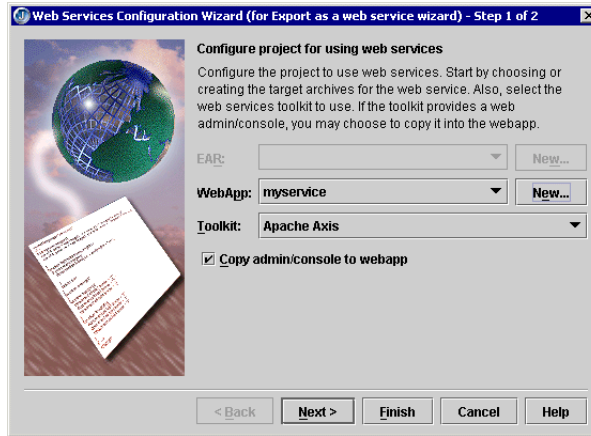 Web Services Configuration Wizard (for Export as a web service wizard) - Step 1 of 2
Configure project for using web services
Configure the project to use web services. Start by choosing or
creating the target archives for the web service. Also, select the
web services toolkit to use. If the toolkit provides a web
admin/console, you may choose to copy it into the webapp.
EAR: New...
WebApp: myservice New...
Toolkit: Apache Axis
Copy admin/console to webapp
< Back Next > Finish Cancel Help